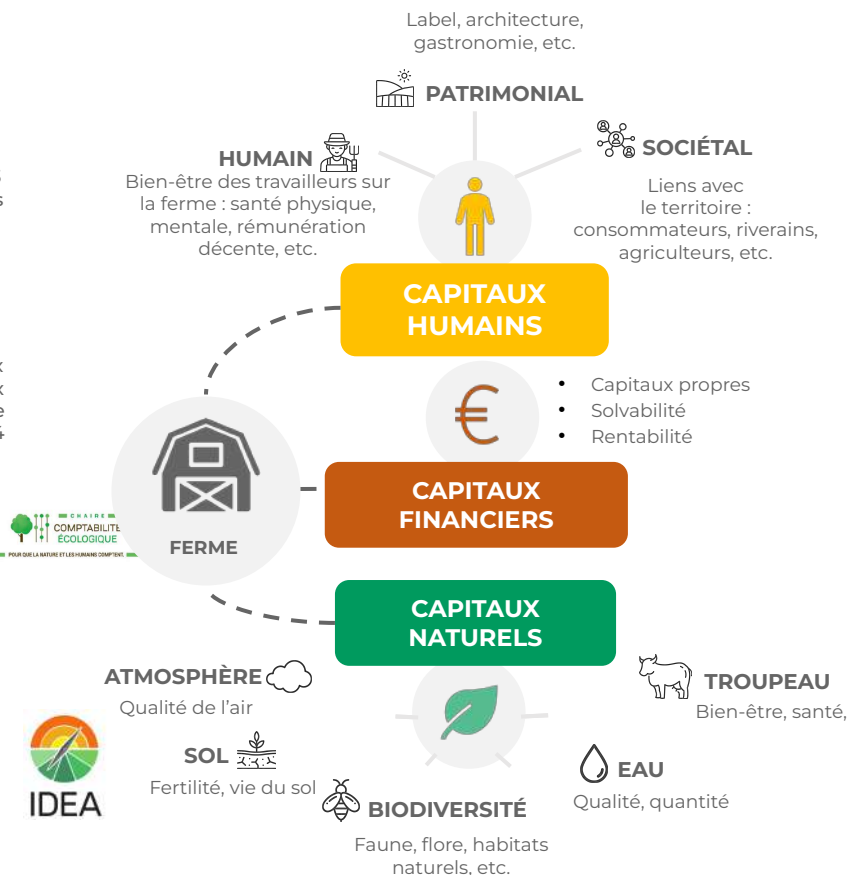 Label, architecture,
gastronomie, etc.
PATRIMONIAL
HUMAIN
Bien-être des travailleurs sur
la ferme : santé physique,
mentale, rémunération
décente, etc.
SOCIÉTAL
Liens avec
le territoire :
consommateurs, riverains,
agriculteurs, etc.
s
CAPITAUX
HUMAINS
x
x
e
4
€
• Capitaux propres
• Solvabilité
• Rentabilité
CAPITAUX
FINANCIERS
FERME
CHAIRE
COMPTABILITÉ
ÉCOLOGIQUE
POUR QUE LA NATURE ET LES HUMAINS COMPTENT.
CAPITAUX
NATURELS
ATMOSPHÈRE
Qualité de l'air
TROUPEAU
Bien-être, santé,
SOL
Fertilité, vie du sol
EAU
Qualité, quantité
BIODIVERSITÉ
Faune, flore, habitats
naturels, etc.
IDEA